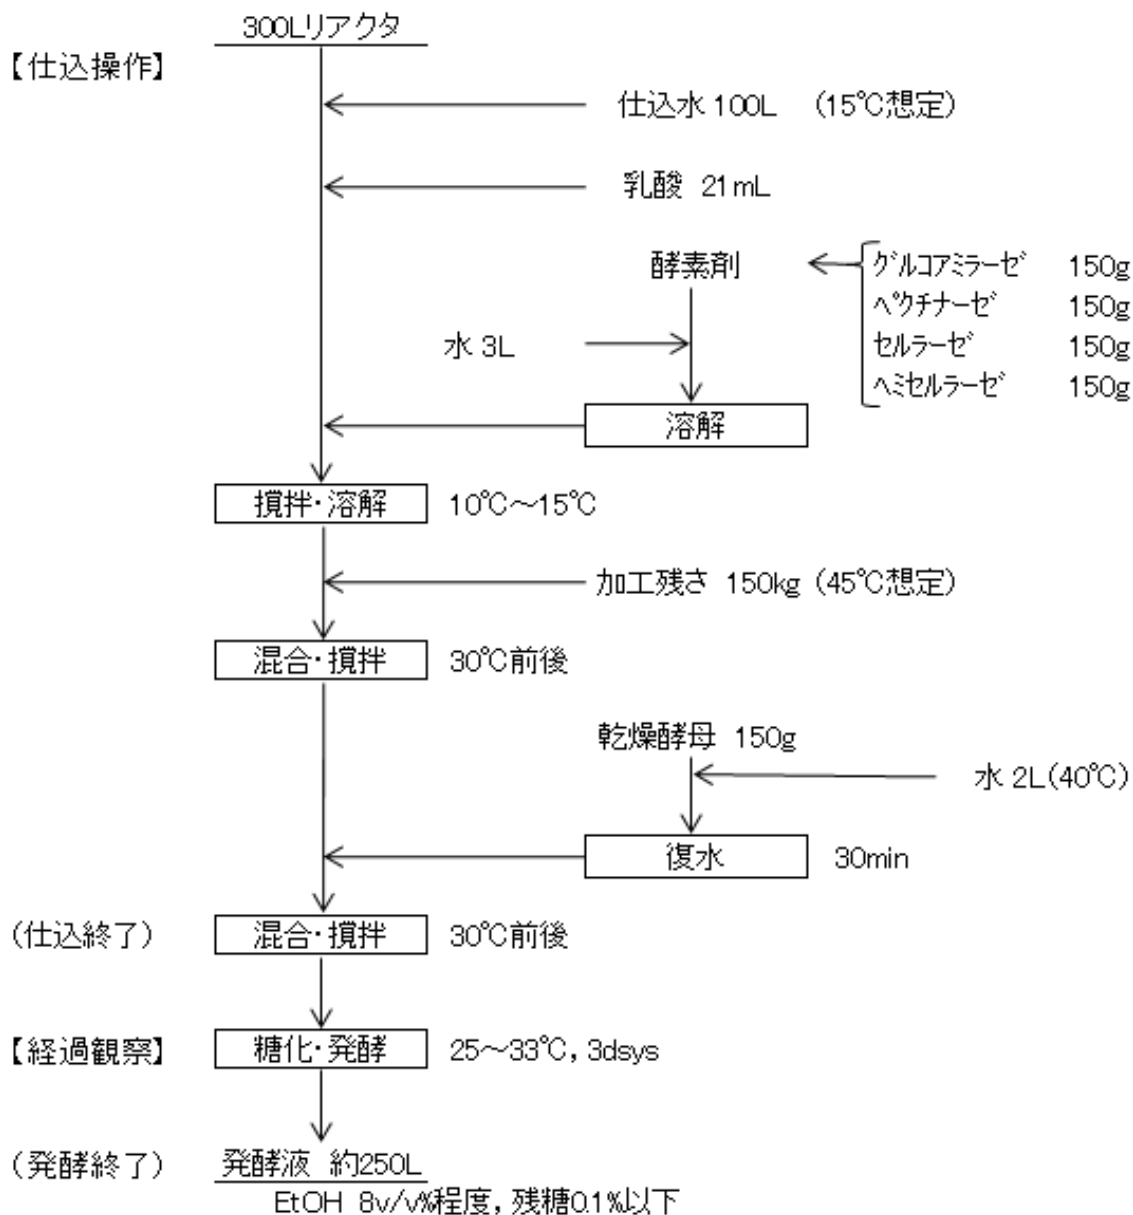 300Lリアクタ
【仕込操作】
仕込水 100L (15℃想定)
乳酸 21mL
酵素剤
グルコアミラーゼ 150g
ペクチナーゼ 150g
セルラーゼ 150g
ヘミセルラーゼ 150g
水 3L
溶解
撹拌・溶解 10℃～15℃
加工残さ 150kg (45℃想定)
混合・撹拌 30℃前後
乾燥酵母 150g
水 2L(40℃)
復水 30min
(仕込終了) 混合・撹拌 30℃前後
【経過観察】 糖化・発酵 25～33℃, 3dsys
(発酵終了) 発酵液 約250L
EtOH 8v/v%程度, 残糖0.1%以下